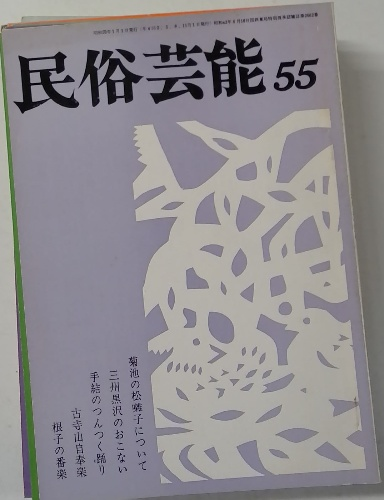 民俗芸能 55
菊池の松囃子について
三州黒沢のおこない
手結のつんつく踊り
古寺山自奉楽
根子の番楽